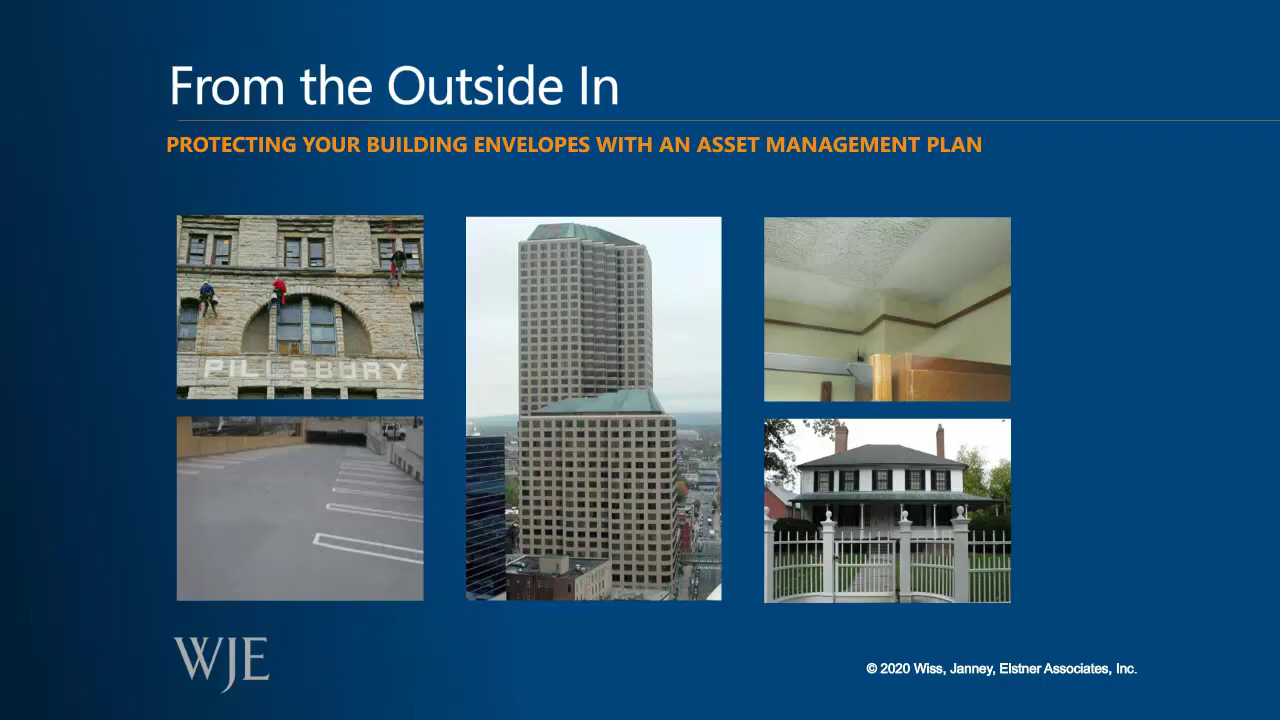 From the Outside In
PROTECTING YOUR BUILDING ENVELOPES WITH AN ASSET MANAGEMENT PLAN
PILLSBURY
WJE
© 2020 Wiss, Janney, Elstner Associates, Inc.